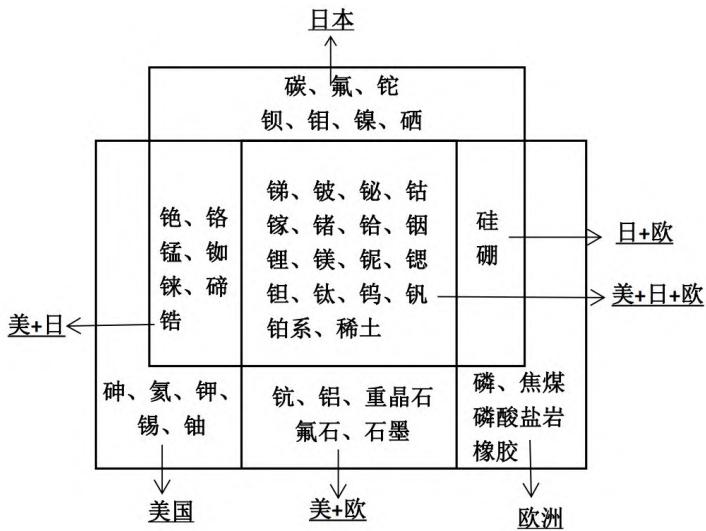 日本
碳、氟、铊
钡、钼、镍、硒
铯、铬
锰、铷
铼、碲
锆
美+日
锑、铍、铋、钴
镓、锗、铪、铟
锂、镁、铌、锶
钽、钛、钨、钒
铂系、稀土
硅
硼
日+欧
美+日+欧
砷、氦、钾、
锡、铀
钪、铝、重晶石
氟石、石墨
磷、焦煤
磷酸盐岩
橡胶
美国
美+欧
欧洲